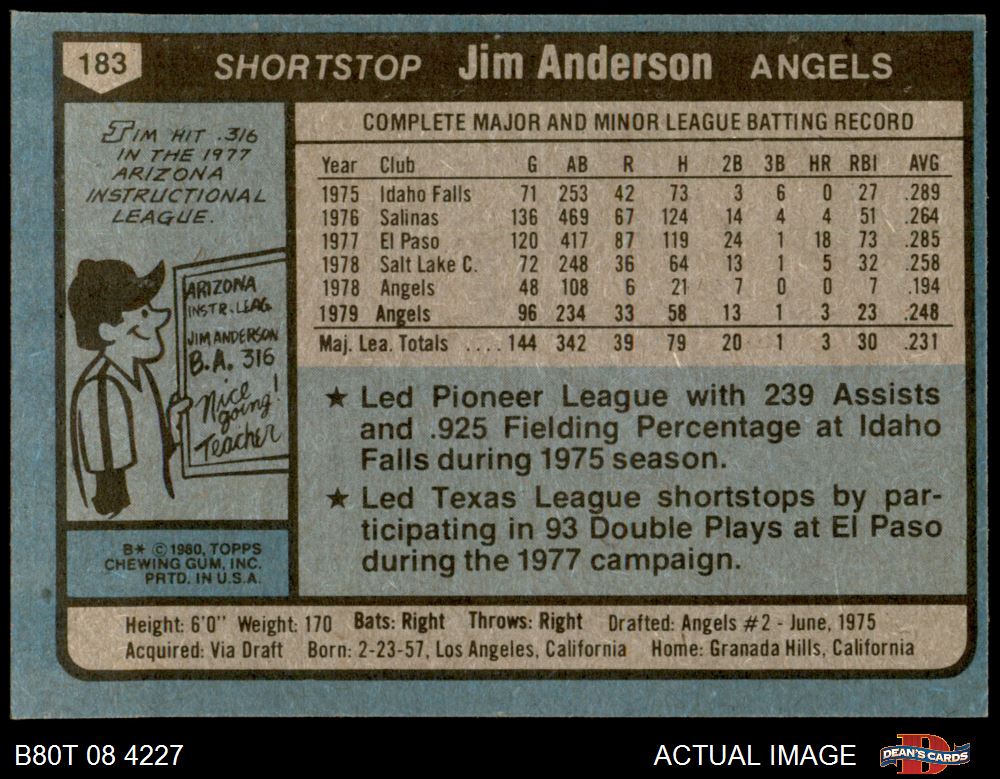 183 SHORTSTOP Jim Anderson ANGELS
JIM HIT .316
IN THE 1977
ARIZONA
INSTRUCTIONAL
LEAGUE.
ARIZONA
INSTR. LEAG
JIM ANDERSON
B.A. 316
Nice
going!
Teacher
B* © 1980, TOPPS
CHEWING GUM, INC.
PRTD. IN U.S.A.
COMPLETE MAJOR AND MINOR LEAGUE BATTING RECORD
Year Club G AB R H 2B 3B HR RBI AVG
1975 Idaho Falls 71 253 42 73 3 6 0 27 .289
1976 Salinas 136 469 67 124 14 4 4 51 .264
1977 El Paso 120 417 87 119 24 1 18 73 .285
1978 Salt Lake C. 72 248 36 64 13 1 5 32 .258
1978 Angels 48 108 6 21 7 0 0 7 .194
1979 Angels 96 234 33 58 13 1 3 23 .248
Maj. Lea. Totals .... 144 342 39 79 20 1 3 30 .231
★ Led Pioneer League with 239 Assists
and .925 Fielding Percentage at Idaho
Falls during 1975 season.
★ Led Texas League shortstops by par-
ticipating in 93 Double Plays at El Paso
during the 1977 campaign.
Height: 6'0" Weight: 170 Bats: Right Throws: Right Drafted: Angels #2 - June, 1975
Acquired: Via Draft Born: 2-23-57, Los Angeles, California Home: Granada Hills, California
B80T 08 4227 ACTUAL IMAGE DEAN'S CARDS